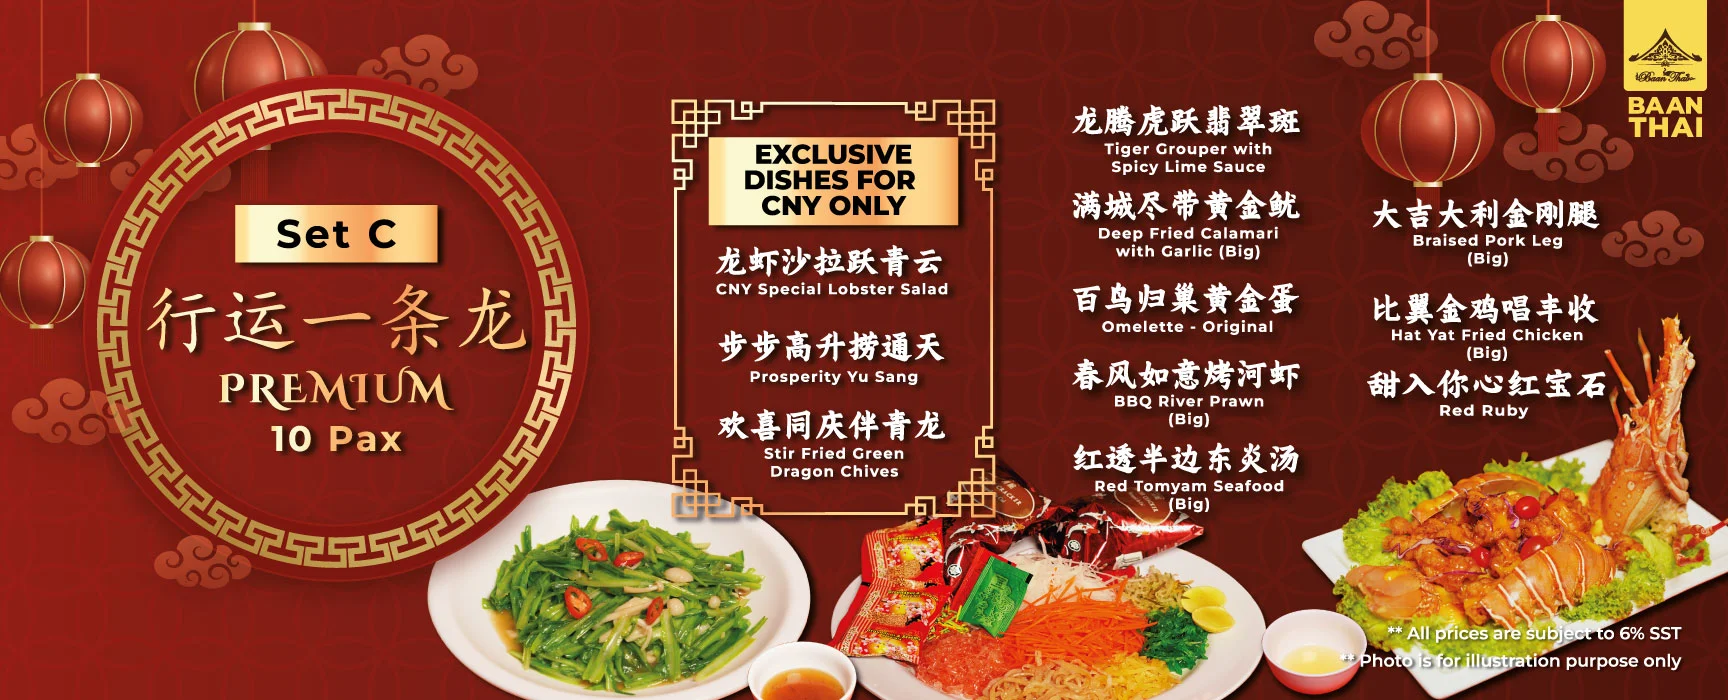 Set C
行运一条龙
PREMIUM
10 Pax
EXCLUSIVE
DISHES FOR
CNY ONLY
龙虾沙拉跃青云
CNY Special Lobster Salad
步步高升捞通天
Prosperity Yu Sang
欢喜同庆伴青龙
Stir Fried Green
Dragon Chives
龙腾虎跃翡翠斑
Tiger Grouper with
Spicy Lime Sauce
满城尽带黄金鱿
Deep Fried Calamari
with Garlic (Big)
百鸟归巢黄金蛋
Omelette - Original
春风如意烤河虾
BBQ River Prawn
(Big)
红透半边东炎汤
Red Tomyam Seafood
(Big)
大吉大利金刚腿
Braised Pork Leg
(Big)
比翼金鸡唱丰收
Hat Yat Fried Chicken
(Big)
甜入你心红宝石
Red Ruby
Baan Thai
BAAN
THAI
** All prices are subject to 6% SST
** Photo is for illustration purpose only